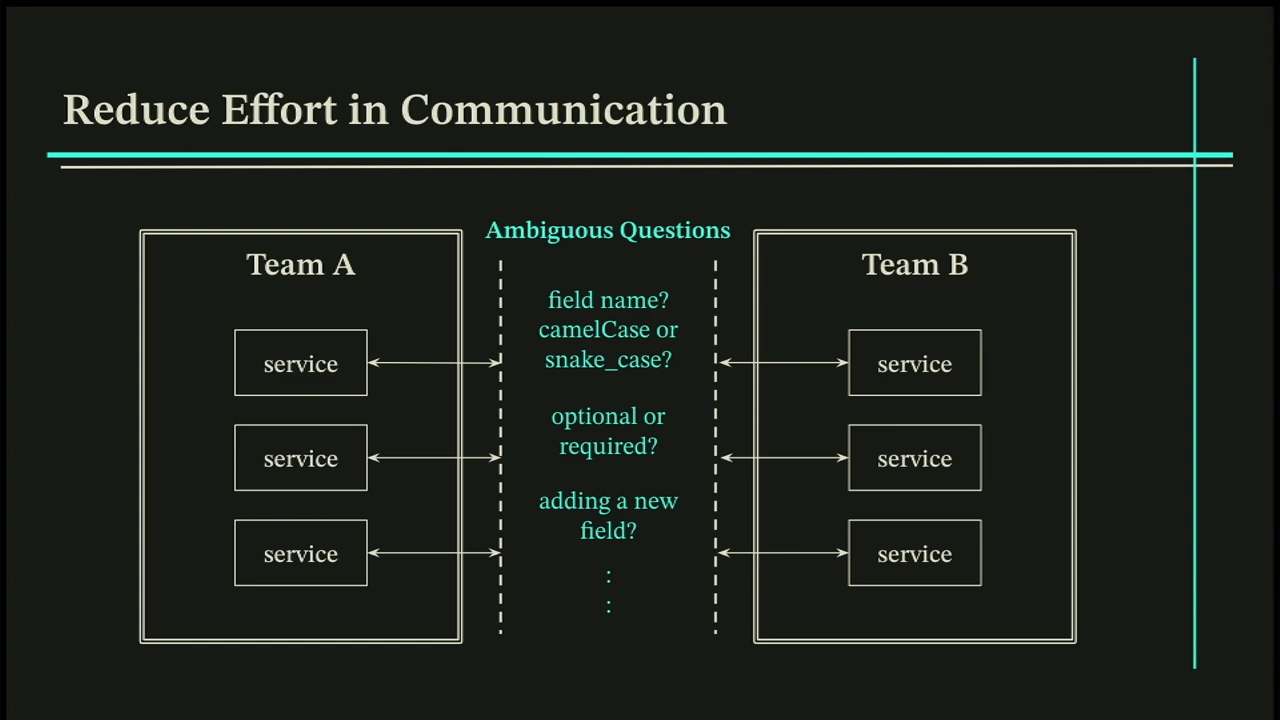 Reduce Effort in Communication
Ambiguous Questions
Team A
service
service
service
field name?
camelCase or
snake_case?
optional or
required?
adding a new
field?
:
:
Team B
service
service
service